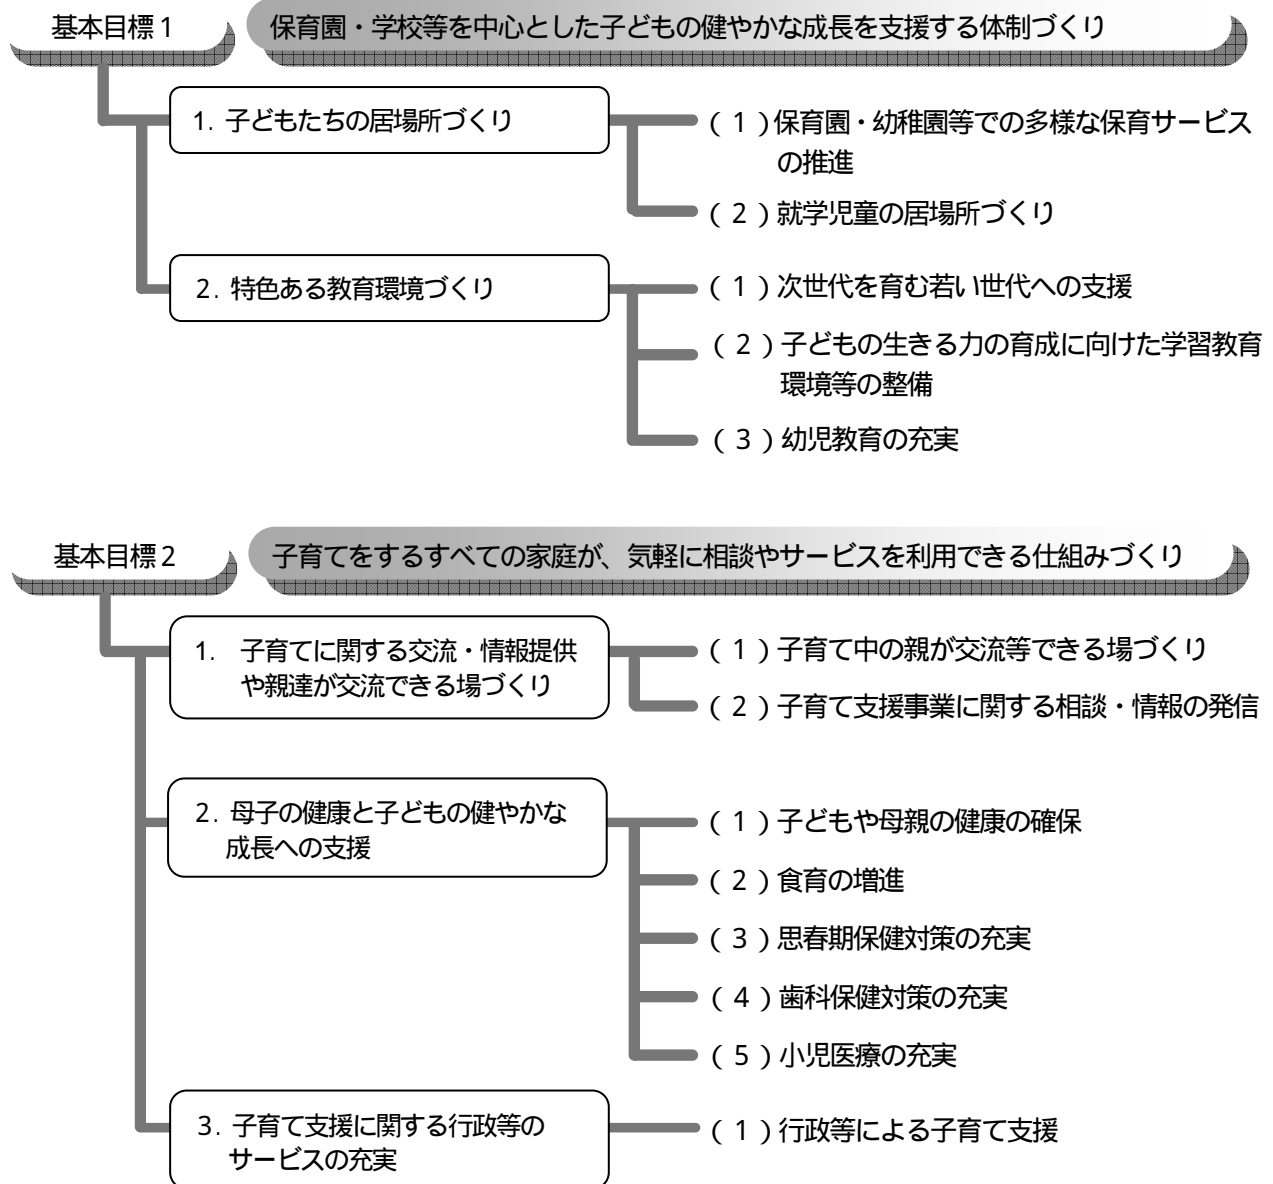 基本目標1
保育園・学校等を中心とした子どもの健やかな成長を支援する体制づくり
1. 子どもたちの居場所づくり
(1)保育園・幼稚園等での多様な保育サービス
の推進
(2)就学児童の居場所づくり
2. 特色ある教育環境づくり
(1)次世代を育む若い世代への支援
(2)子どもの生きる力の育成に向けた学習教育
環境等の整備
(3)幼児教育の充実
基本目標2
子育てをするすべての家庭が、気軽に相談やサービスを利用できる仕組みづくり
1. 子育てに関する交流・情報提供
や親達が交流できる場づくり
(1)子育て中の親が交流等できる場づくり
(2)子育て支援事業に関する相談・情報の発信
2. 母子の健康と子どもの健やかな
成長への支援
(1)子どもや母親の健康の確保
(2)食育の増進
(3)思春期保健対策の充実
(4)歯科保健対策の充実
(5)小児医療の充実
3. 子育て支援に関する行政等の
サービスの充実
(1)行政等による子育て支援